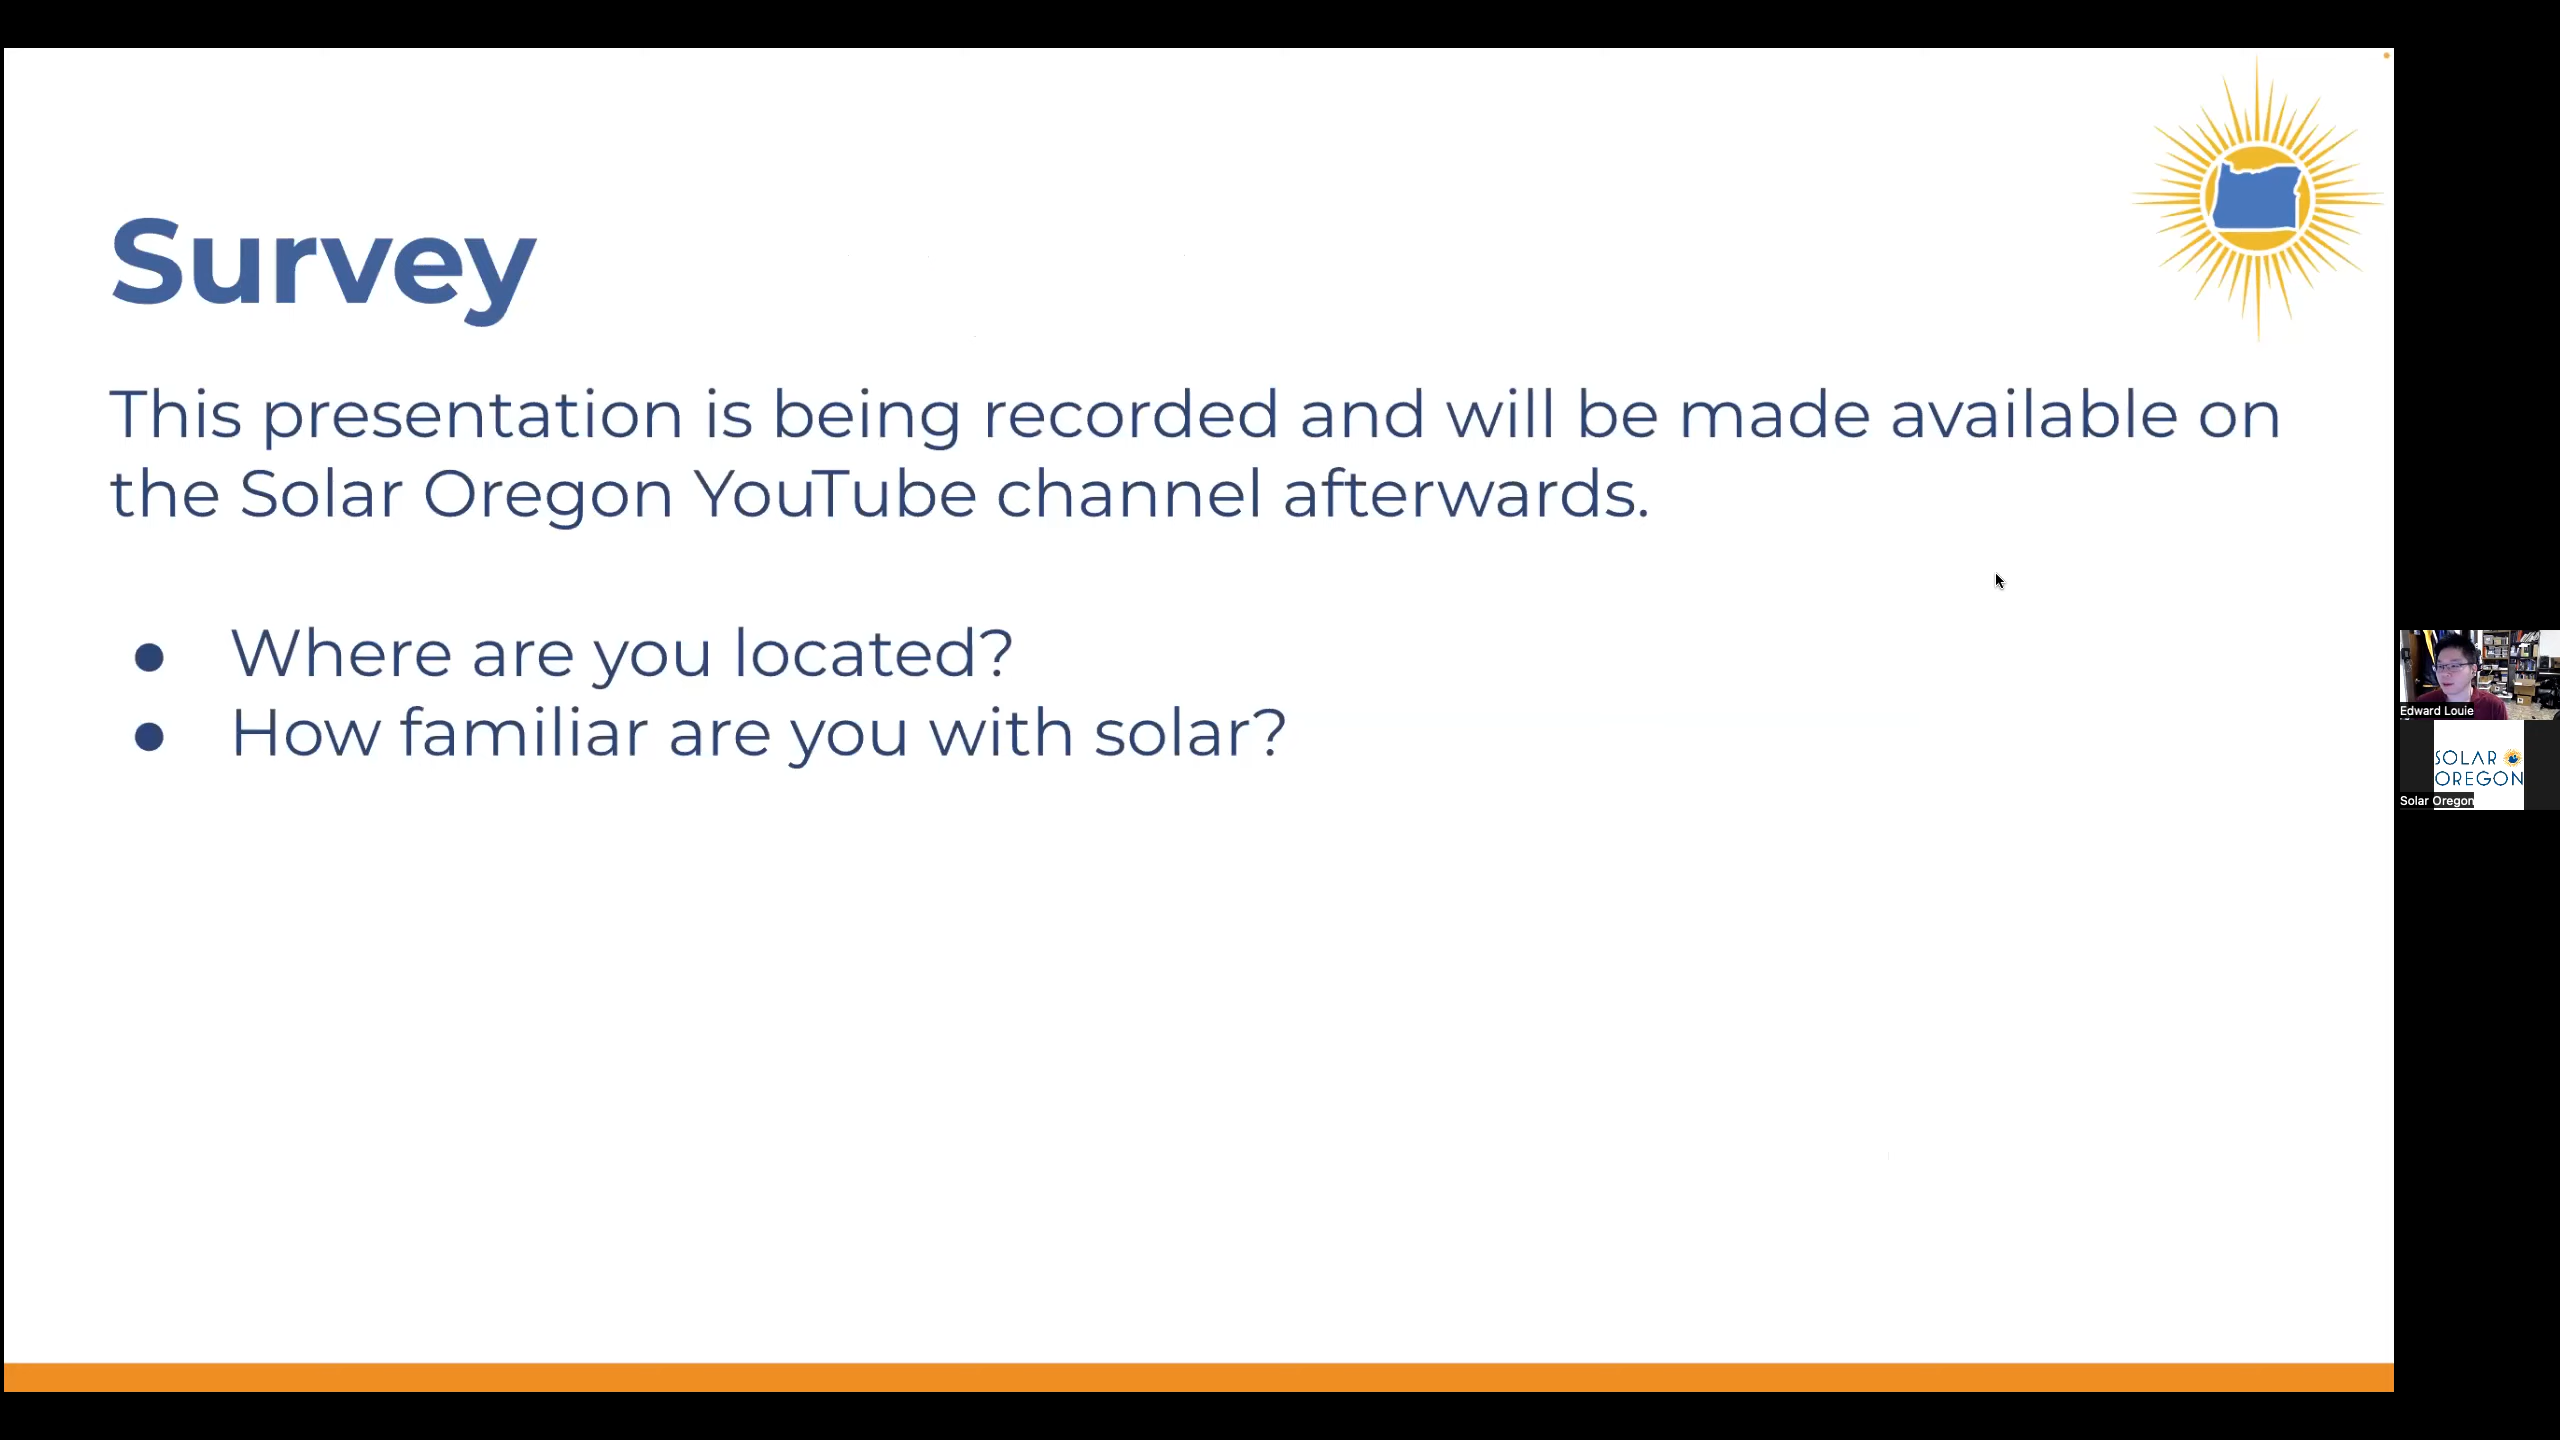 Survey
This presentation is being recorded and will be made available on
the Solar Oregon YouTube channel afterwards.
● Where are you located?
● How familiar are you with solar?
Edward Louie
SOLAR
OREGON
Solar Oregon